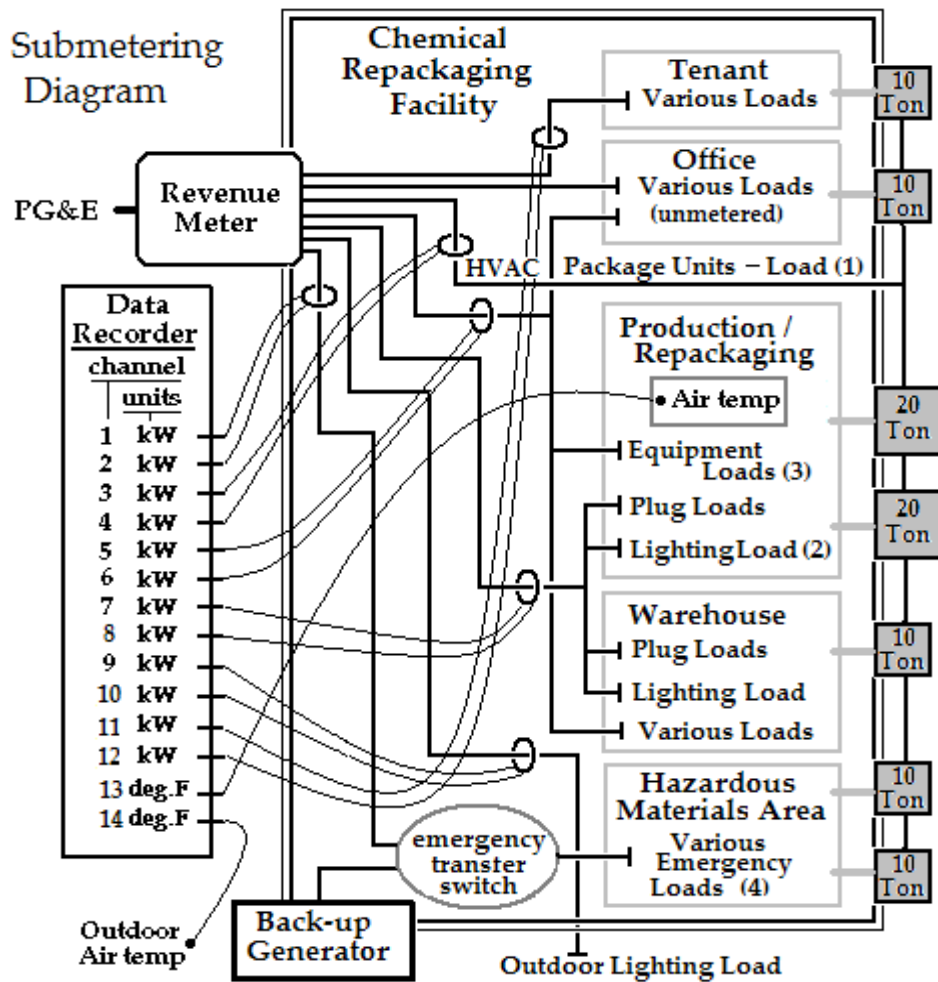 Submetering
Diagram
Chemical
Repackaging
Facility
PG&E
Revenue
Meter
Tenant
Various Loads
10
Ton
Office
Various Loads
(unmetered)
10
Ton
HVAC Package Units – Load (1)
Data
Recorder
channel
units
1 kW
2 kW
3 kW
4 kW
5 kW
6 kW
7 kW
8 kW
9 kW
10 kW
11 kW
12 kW
13 deg.F
14 deg.F
Production /
Repackaging
Air temp
20
Ton
Equipment
Loads (3)
Plug Loads
Lighting Load (2)
20
Ton
Warehouse
Plug Loads
Lighting Load
Various Loads
10
Ton
Hazardous
Materials Area
Various
Emergency
Loads (4)
10
Ton
10
Ton
emergency
transfer
switch
Back-up
Generator
Outdoor
Air temp
Outdoor Lighting Load